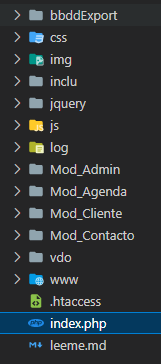 bbddExport
css
img
inclu
jquery
js
log
Mod_Admin
Mod_Agenda
Mod_Cliente
Mod_Contacto
vdo
www
.htaccess
index.php
leeme.md